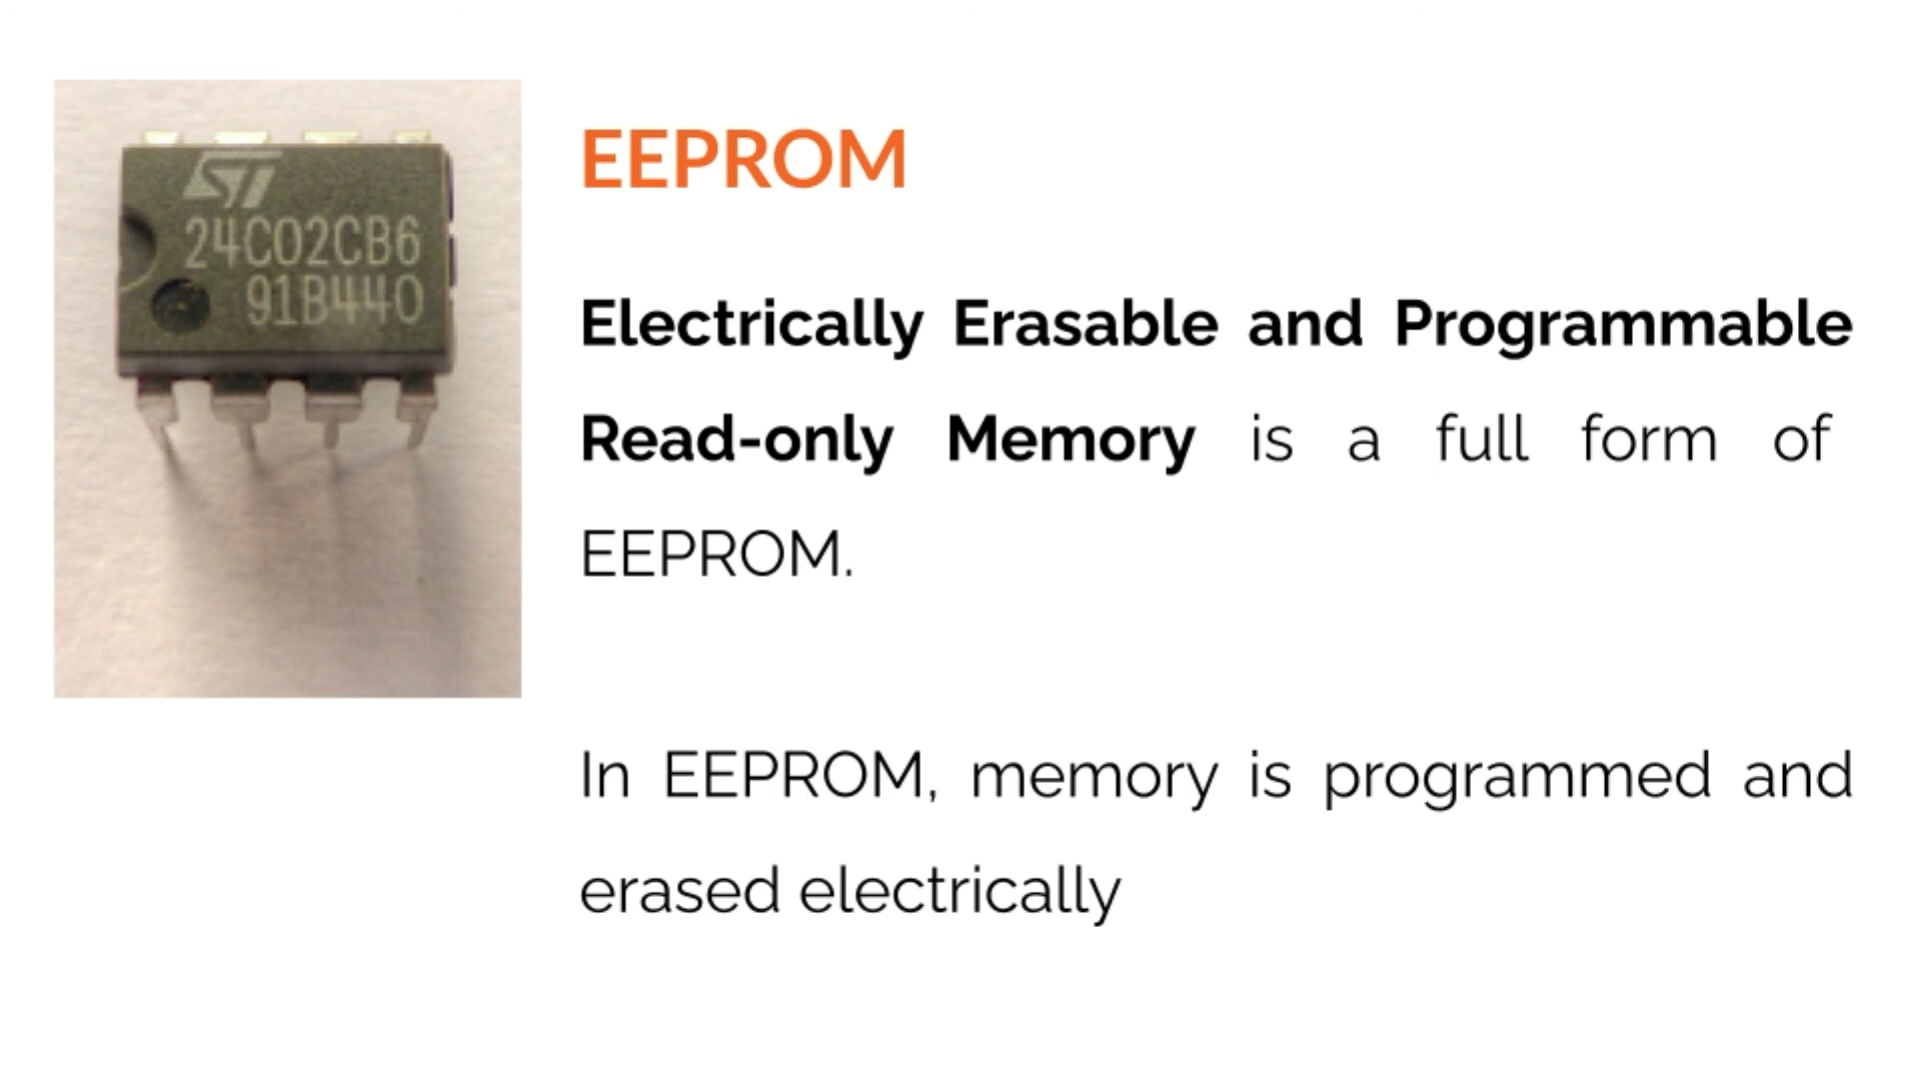 ST
24C02CB6
91B440
EEPROM
Electrically Erasable and Programmable
Read-only Memory is a full form of
EEPROM.
In EEPROM, memory is programmed and
erased electrically